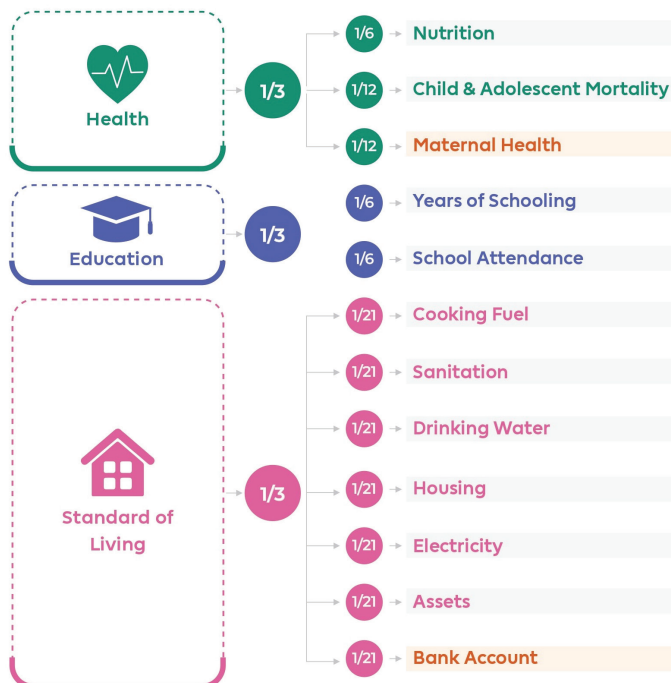 Health
1/3
1/6 Nutrition
1/12 Child & Adolescent Mortality
1/12 Maternal Health
Education
1/3
1/6 Years of Schooling
1/6 School Attendance
Standard of
Living
1/3
1/21 Cooking Fuel
1/21 Sanitation
1/21 Drinking Water
1/21 Housing
1/21 Electricity
1/21 Assets
1/21 Bank Account